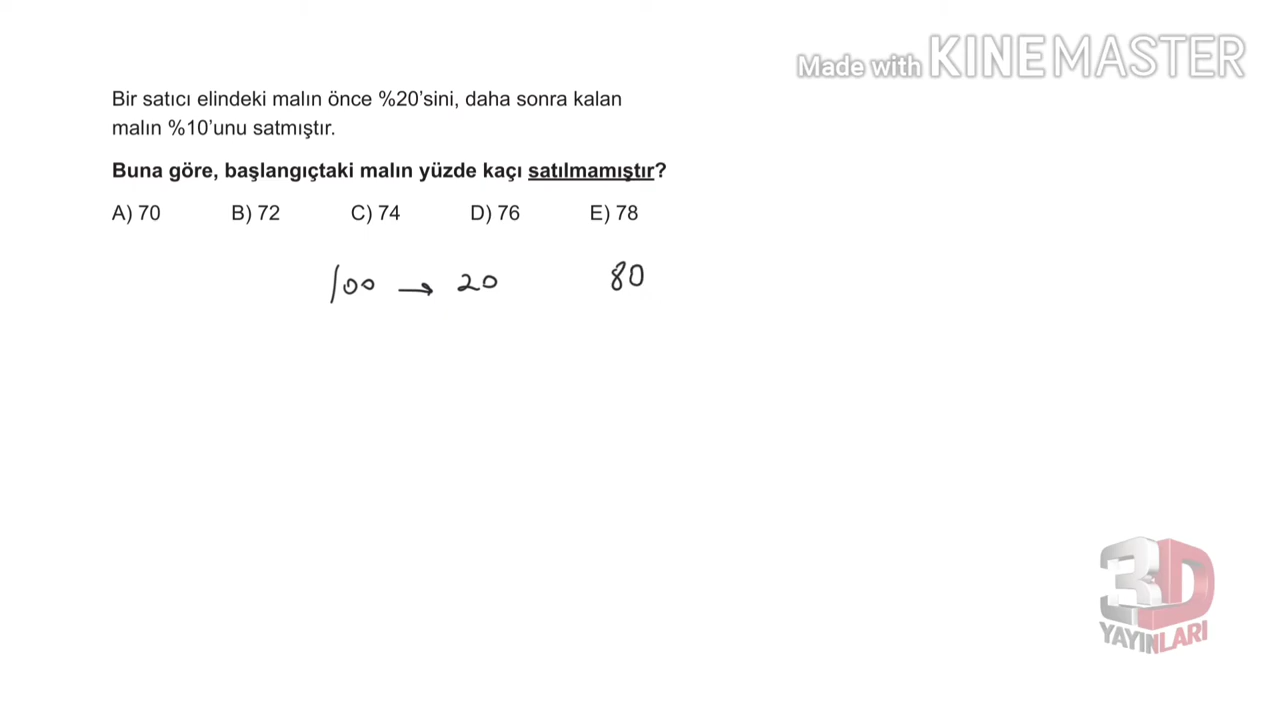 Made with KINEMASTER
Bir satıcı elindeki malın önce %20’sini, daha sonra kalan
malın %10’unu satmıştır.
Buna göre, başlangıçtaki malın yüzde kaçı satılmamıştır?
A) 70 B) 72 C) 74 D) 76 E) 78
100 → 20 80
3D
YAYINLARI